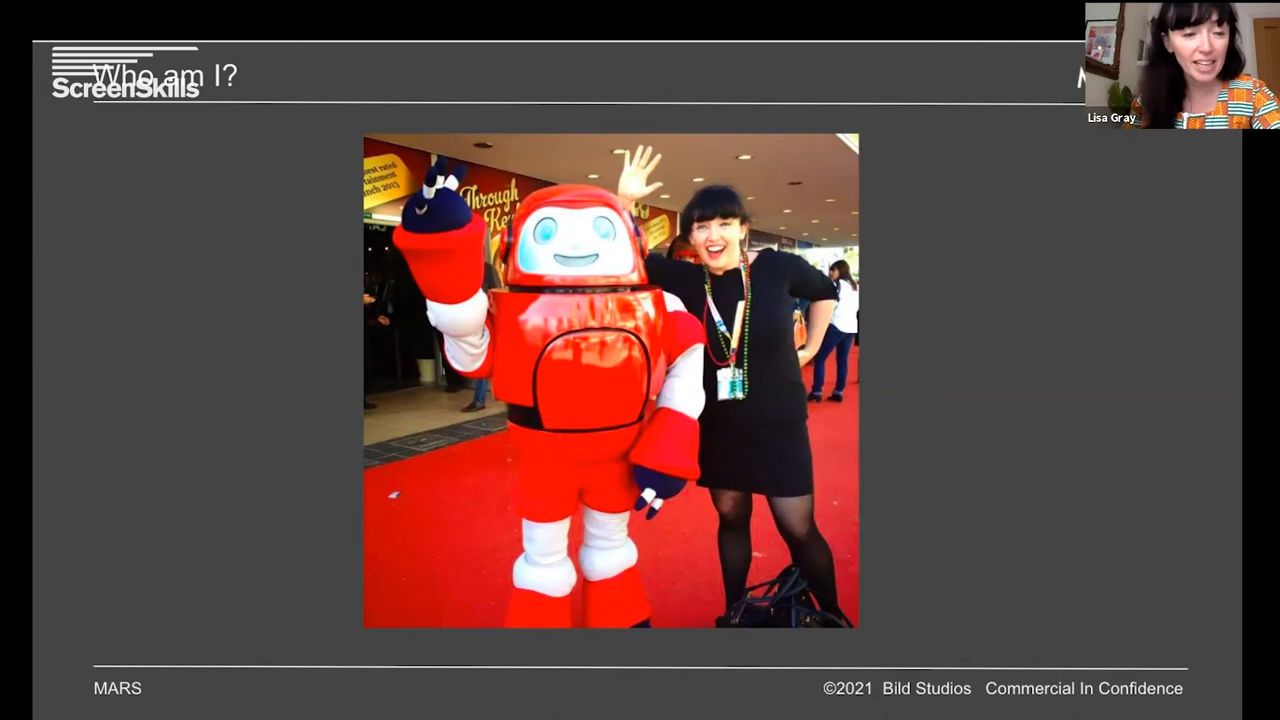 Who am I?
ScreenSkills
Lisa Gray
Through
MARS
©2021 Bild Studios Commercial In Confidence